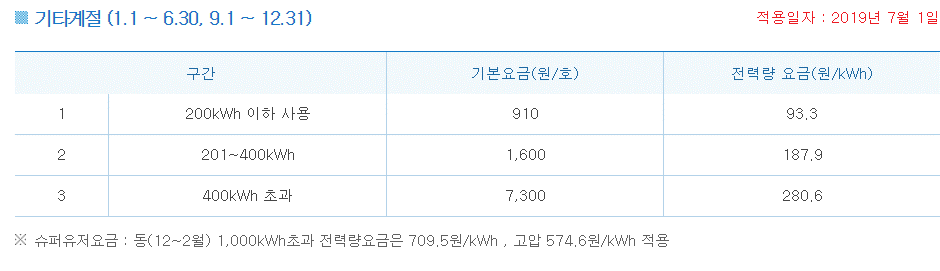 기타계절 (1.1 ~ 6.30, 9.1 ~ 12.31) 적용일자 : 2019년 7월 1일
구간 기본요금(원/호) 전력량 요금(원/kWh)
1 200kWh 이하 사용 910 93.3
2 201~400kWh 1,600 187.9
3 400kWh 초과 7,300 280.6
※ 슈퍼유저요금 : 동(12~2월) 1,000kWh초과 전력량요금은 709.5원/kWh , 고압 574.6원/kWh 적용